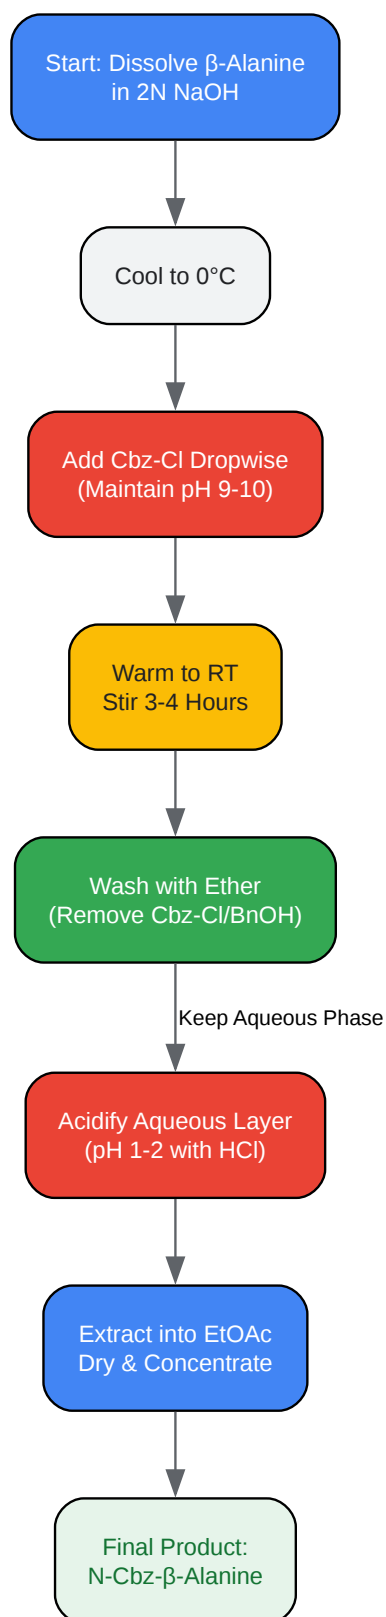 Start: Dissolve β-Alanine
in 2N NaOH
Cool to 0°C
Add Cbz-Cl Dropwise
(Maintain pH 9-10)
Warm to RT
Stir 3-4 Hours
Wash with Ether
(Remove Cbz-Cl/BnOH)
Keep Aqueous Phase
Acidify Aqueous Layer
(pH 1-2 with HCl)
Extract into EtOAc
Dry & Concentrate
Final Product:
N-Cbz-β-Alanine